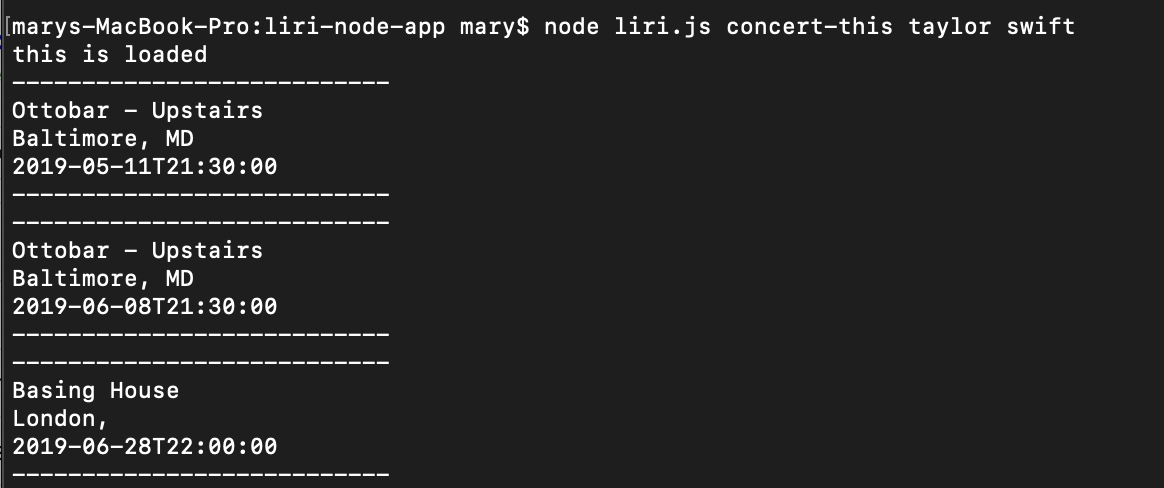 [marys-MacBook-Pro:liri-node-app mary$ node liri.js concert-this taylor swift
this is loaded
---------------------------
Ottobar - Upstairs
Baltimore, MD
2019-05-11T21:30:00
---------------------------
---------------------------
Ottobar - Upstairs
Baltimore, MD
2019-06-08T21:30:00
---------------------------
---------------------------
Basing House
London,
2019-06-28T22:00:00
---------------------------